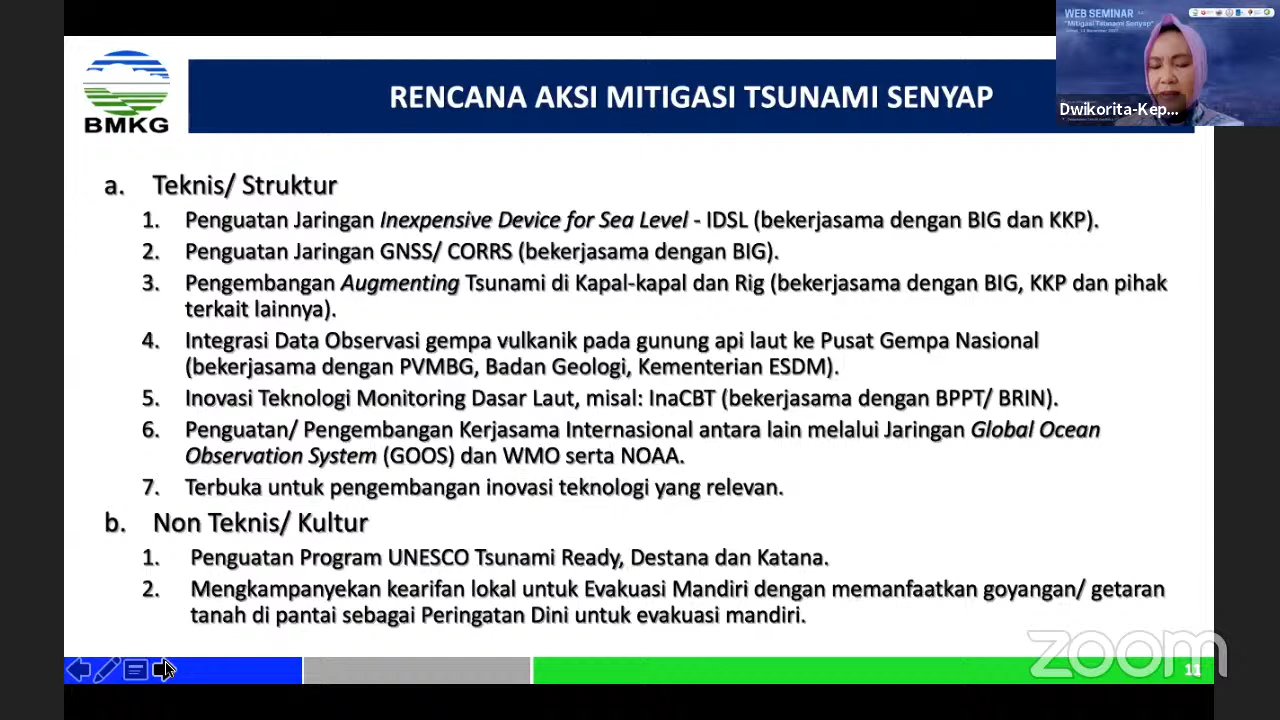 WEB SEMINAR
"Mitigasi Tsunami Senyap"
BMKG
RENCANA AKSI MITIGASI TSUNAMI SENYAP
Dwikorita-Kep...
a. Teknis/ Struktur
1. Penguatan Jaringan Inexpensive Device for Sea Level - IDSL (bekerjasama dengan BIG dan KKP).
2. Penguatan Jaringan GNSS/ CORRS (bekerjasama dengan BIG).
3. Pengembangan Augmenting Tsunami di Kapal-kapal dan Rig (bekerjasama dengan BIG, KKP dan pihak
terkait lainnya).
4. Integrasi Data Observasi gempa vulkanik pada gunung api laut ke Pusat Gempa Nasional
(bekerjasama dengan PVMBG, Badan Geologi, Kementerian ESDM).
5. Inovasi Teknologi Monitoring Dasar Laut, misal: InaCBT (bekerjasama dengan BPPT/ BRIN).
6. Penguatan/ Pengembangan Kerjasama Internasional antara lain melalui Jaringan Global Ocean
Observation System (GOOS) dan WMO serta NOAA.
7. Terbuka untuk pengembangan inovasi teknologi yang relevan.
b. Non Teknis/ Kultur
1. Penguatan Program UNESCO Tsunami Ready, Destana dan Katana.
2. Mengkampanyekan kearifan lokal untuk Evakuasi Mandiri dengan memanfaatkan goyangan/ getaran
tanah di pantai sebagai Peringatan Dini untuk evakuasi mandiri.
zoom
11